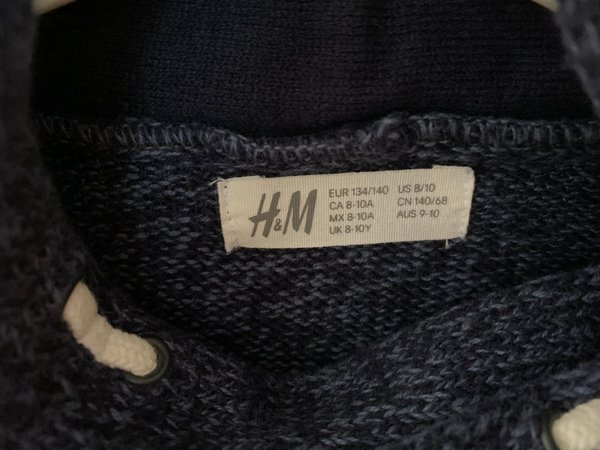 H&M
EUR 134/140 US 8/10
CA 8-10A CN 140/68
MX 8-10A AUS 9-10
UK 8-10Y